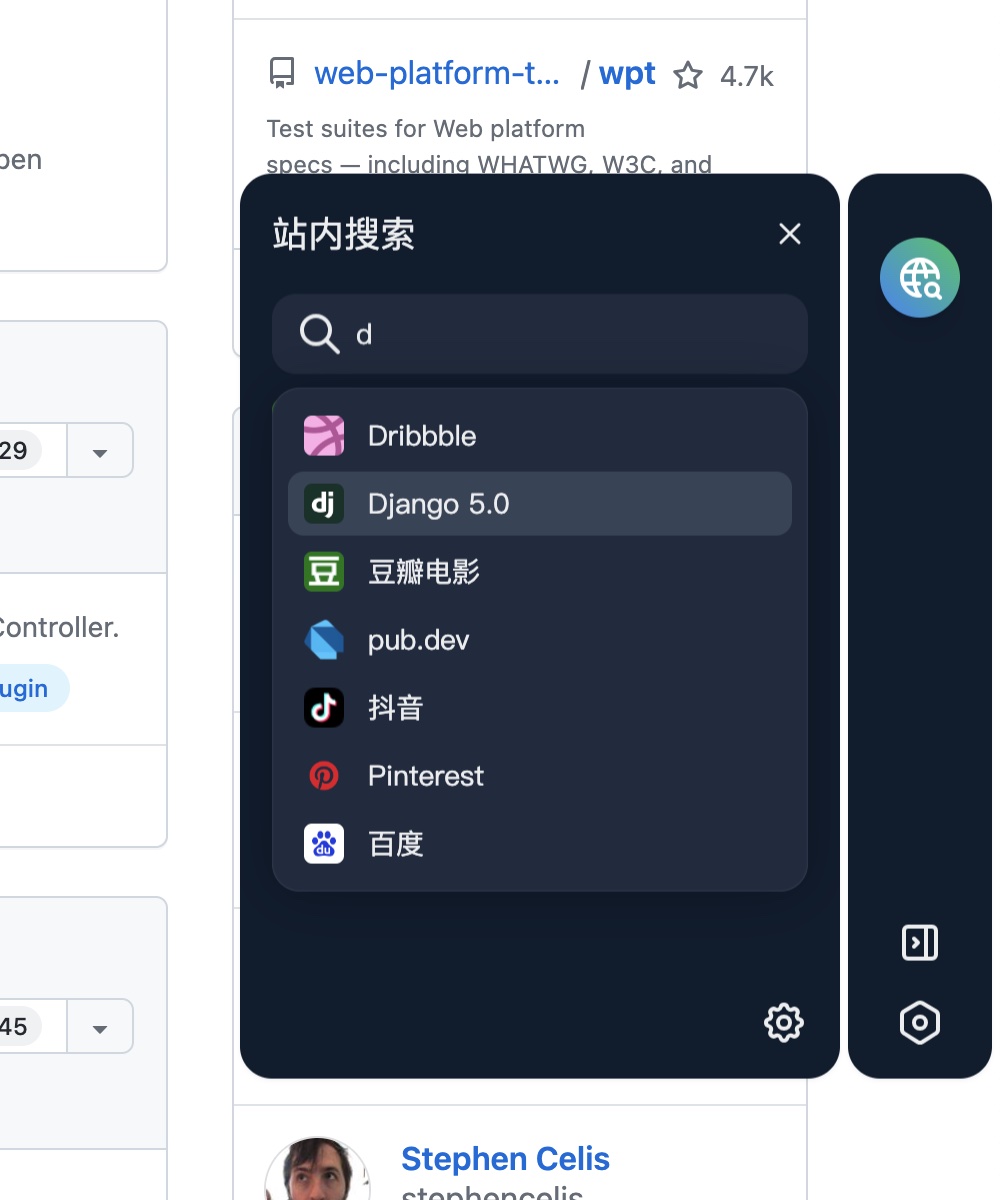 web-platform-t... / wpt 4.7k
Test suites for Web platform
specs — including WHATWG, W3C, and
pen
站内搜索
d
Dribbble
29
dj Django 5.0
豆 豆瓣电影
Controller.
pub.dev
ugin
抖音
Pinterest
du 百度
45
Stephen Celis
stephencelis